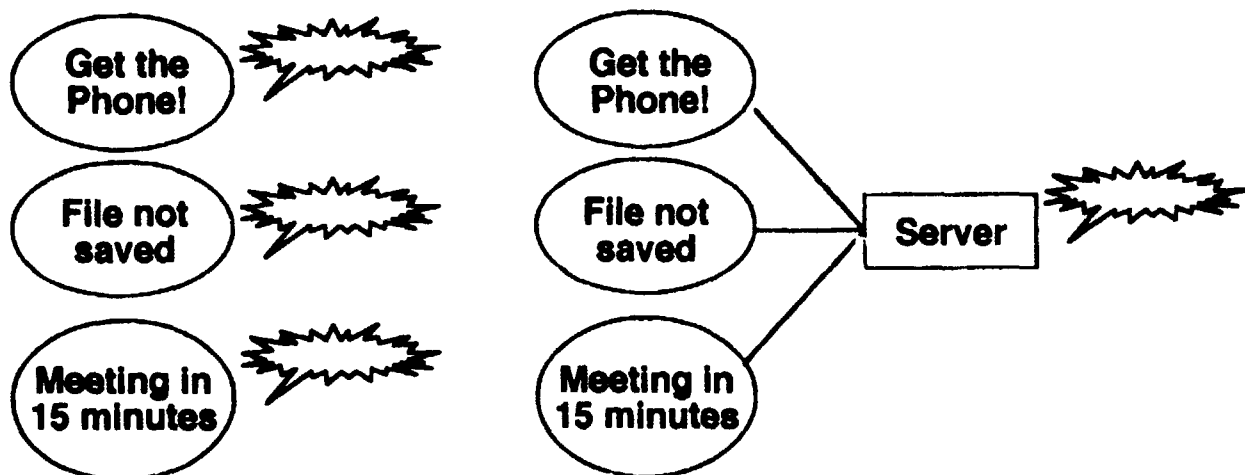 Get the
Phone!
File not
saved
Meeting in
15 minutes
Get the
Phone!
File not
saved
Meeting in
15 minutes
Server